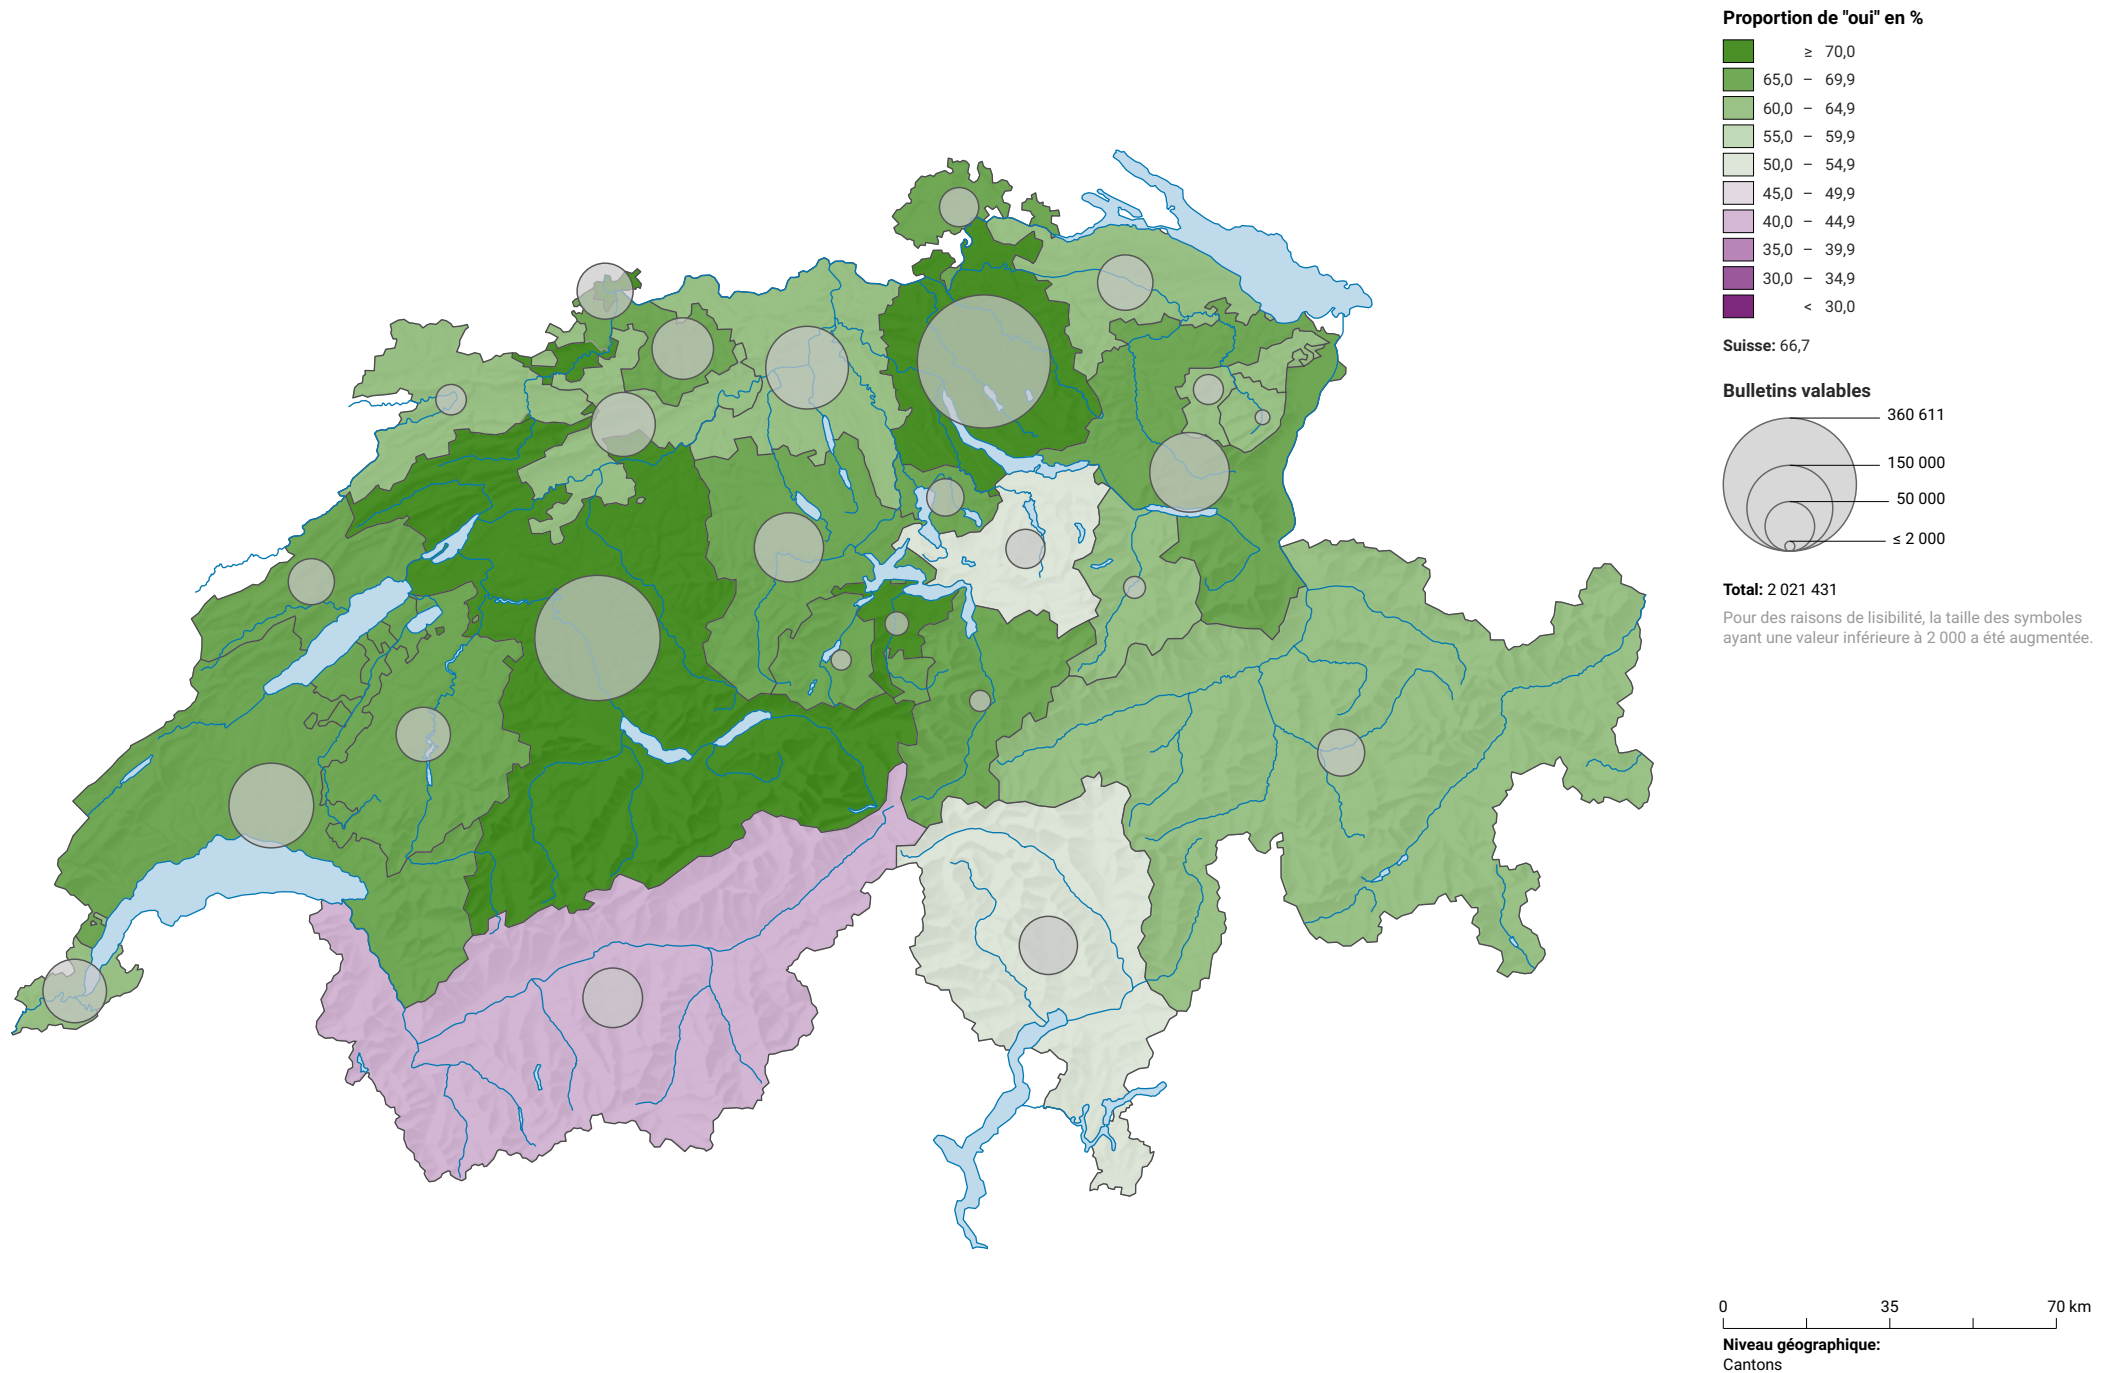 Proportion de "oui" en %
≥ 70,0
65,0 – 69,9
60,0 – 64,9
55,0 – 59,9
50,0 – 54,9
45,0 – 49,9
40,0 – 44,9
35,0 – 39,9
30,0 – 34,9
< 30,0
Suisse: 66,7
Bulletins valables
360 611
150 000
50 000
≤ 2 000
Total: 2 021 431
Pour des raisons de lisibilité, la taille des symboles
ayant une valeur inférieure à 2 000 a été augmentée.
0 35 70 km
Niveau géographique:
Cantons